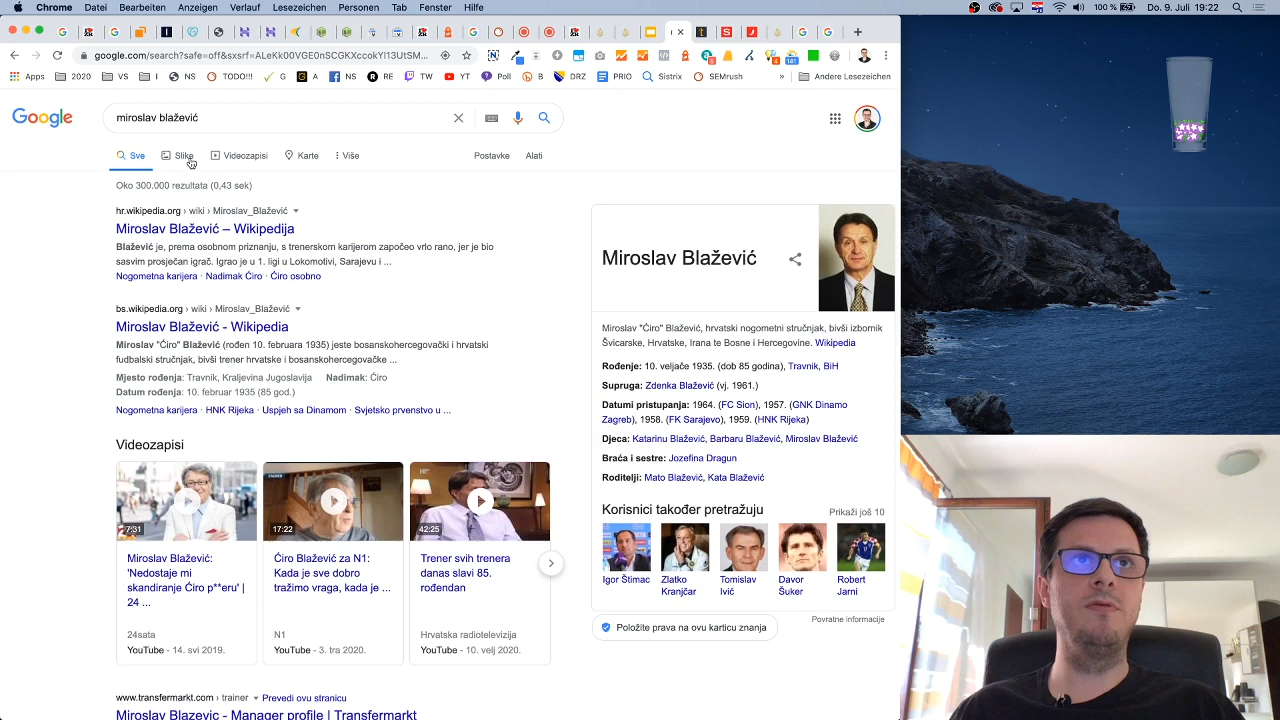 Chrome Datei Bearbeiten Anzeigen Verlauf Lesezeichen Personen Tab Fenster Hilfe 100 % Do. 9. Juli 19:22
google.com/search?safe=off&sxsrf=ALeKk00VGE0nSCGKXccokYl13UtSM...
Apps 2020 VS I NS TODO!!! G A NS RE TW YT Poll B DRZ PRIO Sistrix SEMrush » Andere Lesezeichen
Google miroslav blažević
Sve Slike Videozapisi Karte Više Postavke Alati
Oko 300.000 rezultata (0,43 sek)
hr.wikipedia.org › wiki › Miroslav_Blažević
Miroslav Blažević – Wikipedija
Blažević je, prema osobnom priznanju, s trenerskom karijerom započeo vrlo rano, jer je bio
sasvim prosječan igrač. Igrao je u 1. ligi u Lokomotivi, Sarajevu i ...
Nogometna karijera · Nadimak Ćiro · Ćiro osobno
bs.wikipedia.org › wiki › Miroslav_Blažević
Miroslav Blažević - Wikipedia
Miroslav "Ćiro" Blažević (rođen 10. februara 1935) jeste bosanskohercegovački i hrvatski
fudbalski stručnjak, bivši trener hrvatske i bosanskohercegovačke ...
Mjesto rođenja: Travnik, Kraljevina Jugoslavija Nadimak: Ćiro
Datum rođenja: 10. februar 1935 (85 god.)
Nogometna karijera · HNK Rijeka · Uspjeh sa Dinamom · Svjetsko prvenstvo u ...
Videozapisi
7:31
17:22
42:25
Miroslav Blažević:
'Nedostaje mi
skandiranje Ćiro p**eru' |
24 ...
24sata
YouTube - 14. svi 2019.
Ćiro Blažević za N1:
Kada je sve dobro
tražimo vraga, kada je ...
N1
YouTube - 3. tra 2020.
Trener svih trenera
danas slavi 85.
rođendan
Hrvatska radiotelevizija
YouTube - 10. velj 2020.
www.transfermarkt.com › trainer Prevedi ovu stranicu
Miroslav Blazevic - Manager profile | Transfermarkt
Miroslav Blažević
Miroslav "Ćiro" Blažević, hrvatski nogometni stručnjak, bivši izbornik
Švicarske, Hrvatske, Irana te Bosne i Hercegovine. Wikipedia
Rođenje: 10. veljače 1935. (dob 85 godina), Travnik, BiH
Supruga: Zdenka Blažević (vj. 1961.)
Datumi pristupanja: 1964. (FC Sion), 1957. (GNK Dinamo
Zagreb), 1958. (FK Sarajevo), 1959. (HNK Rijeka)
Djeca: Katarinu Blažević, Barbaru Blažević, Miroslav Blažević
Braća i sestre: Jozefina Dragun
Roditelji: Mato Blažević, Kata Blažević
Korisnici također pretražuju Prikaži još 10
Igor Štimac
Zlatko
Kranjčar
Tomislav
Ivić
Davor
Šuker
Robert
Jarni
Položite prava na ovu karticu znanja
Povratne informacije